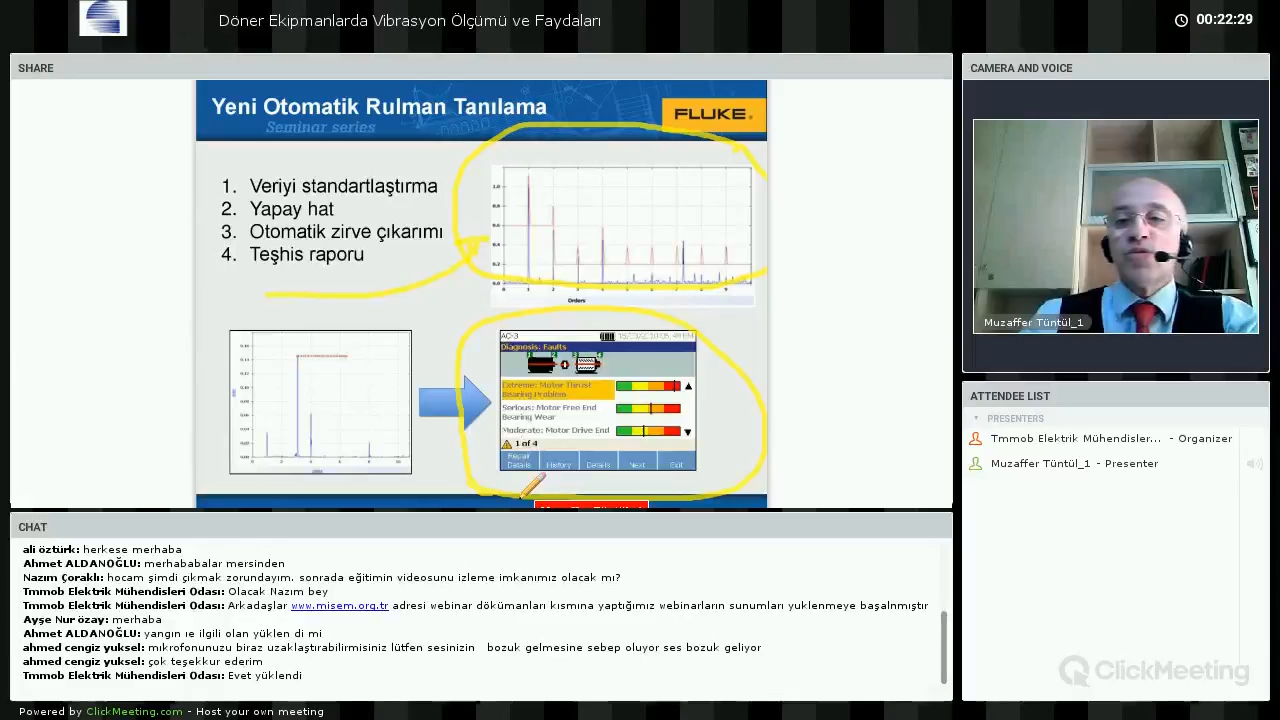 Döner Ekipmanlarda Vibrasyon Ölçümü ve Faydaları
00:22:29
SHARE
Yeni Otomatik Rulman Tanılama
Seminar series
FLUKE®
1. Veriyi standartlaştırma
2. Yapay hat
3. Otomatik zirve çıkarımı
4. Teşhis raporu
Orders
AC-3
Diagnosis: Faults
Extreme: Motor Thrust
Bearing Problem
Serious: Motor Free End
Bearing Wear
Moderate: Motor Drive End
1 of 4
Repair
Details History Details Next Exit
CAMERA AND VOICE
Muzaffer Tüntül_1
ATTENDEE LIST
PRESENTERS
Tmmob Elektrik Mühendisler... - Organizer
Muzaffer Tüntül_1 - Presenter
CHAT
ali öztürk: herkese merhaba
Ahmet ALDANOĞLU: merhababalar mersinden
Nazım Çoraklı: hocam şimdi çıkmak zorundayım. sonrada eğitimin videosunu izleme imkanımız olacak mı?
Tmmob Elektrik Mühendisleri Odası: Olacak Nazım bey
Tmmob Elektrik Mühendisleri Odası: Arkadaşlar www.misem.org.tr adresi webinar dökümanları kısmına yaptığımız webinarların sunumları yuklenmeye başalnmıştır
Ayşe Nur özay: merhaba
Ahmet ALDANOĞLU: yangın ıe ilgili olan yüklen di mi
ahmed cengiz yuksel: mıkrofonunuzu biraz uzaklaştırabilirmisiniz lütfen sesinizin bozuk gelmesine sebep oluyor ses bozuk geliyor
ahmed cengiz yuksel: çok teşekkur ederim
Tmmob Elektrik Mühendisleri Odası: Evet yüklendi
ClickMeeting
Powered by ClickMeeting.com - Host your own meeting